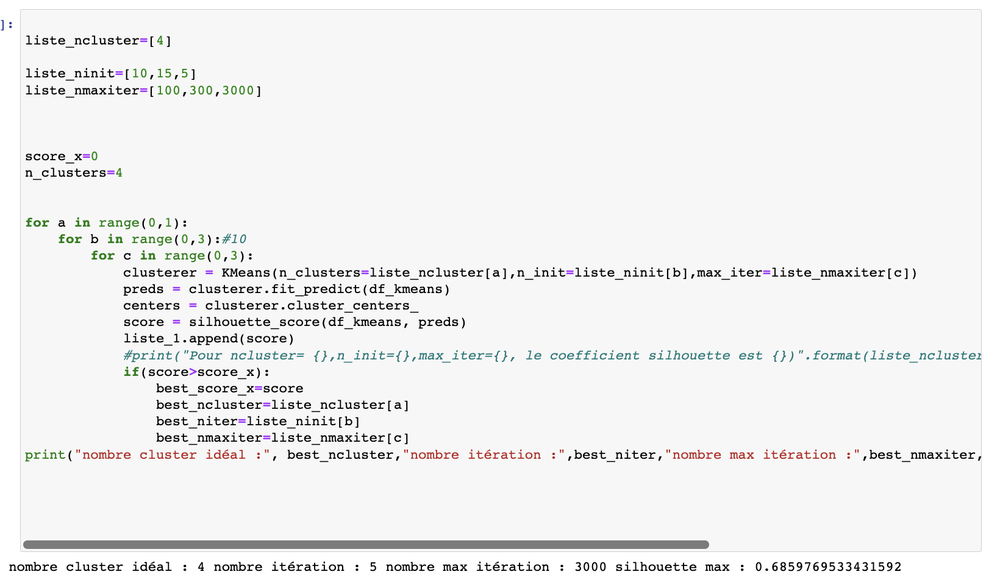 ]:
liste_ncluster=[4]
liste_ninit=[10,15,5]
liste_nmaxiter=[100,300,3000]
score_x=0
n_clusters=4
for a in range(0,1):
    for b in range(0,3):#10
        for c in range(0,3):
            clusterer = KMeans(n_clusters=liste_ncluster[a],n_init=liste_ninit[b],max_iter=liste_nmaxiter[c])
            preds = clusterer.fit_predict(df_kmeans)
            centers = clusterer.cluster_centers_
            score = silhouette_score(df_kmeans, preds)
            liste_1.append(score)
            #print("Pour ncluster= {},n_init={},max_iter={}, le coefficient silhouette est {})".format(liste_ncluster
            if(score>score_x):
                best_score_x=score
                best_ncluster=liste_ncluster[a]
                best_niter=liste_ninit[b]
                best_nmaxiter=liste_nmaxiter[c]
print("nombre cluster idéal :", best_ncluster,"nombre itération :",best_niter,"nombre max itération :",best_nmaxiter,
nombre cluster idéal : 4 nombre itération : 5 nombre max itération : 3000 silhouette max : 0.6859769533431592